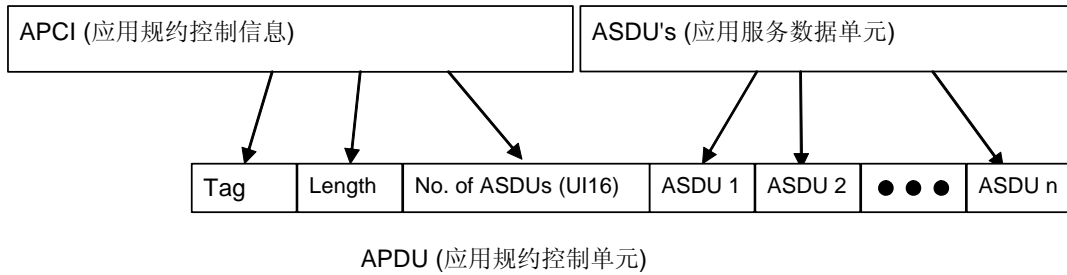 APCI (应用规约控制信息)
ASDU's (应用服务数据单元)
Tag
Length
No. of ASDUs (UI16)
ASDU 1
ASDU 2
●●●
ASDU n
APDU (应用规约控制单元)